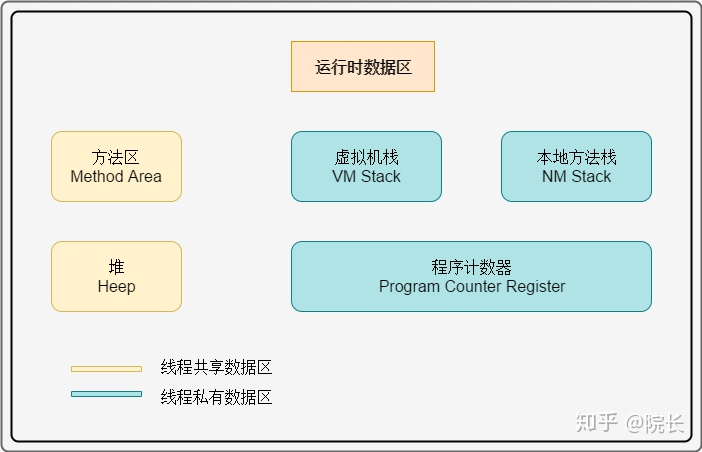 运行时数据区
方法区
Method Area
虚拟机栈
VM Stack
本地方法栈
NM Stack
堆
Heep
程序计数器
Program Counter Register
线程共享数据区
线程私有数据区
知乎 @院长